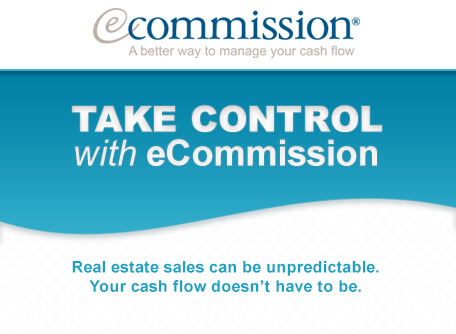 ecommission®
A better way to manage your cash flow
TAKE CONTROL
with eCommission
Real estate sales can be unpredictable.
Your cash flow doesn't have to be.